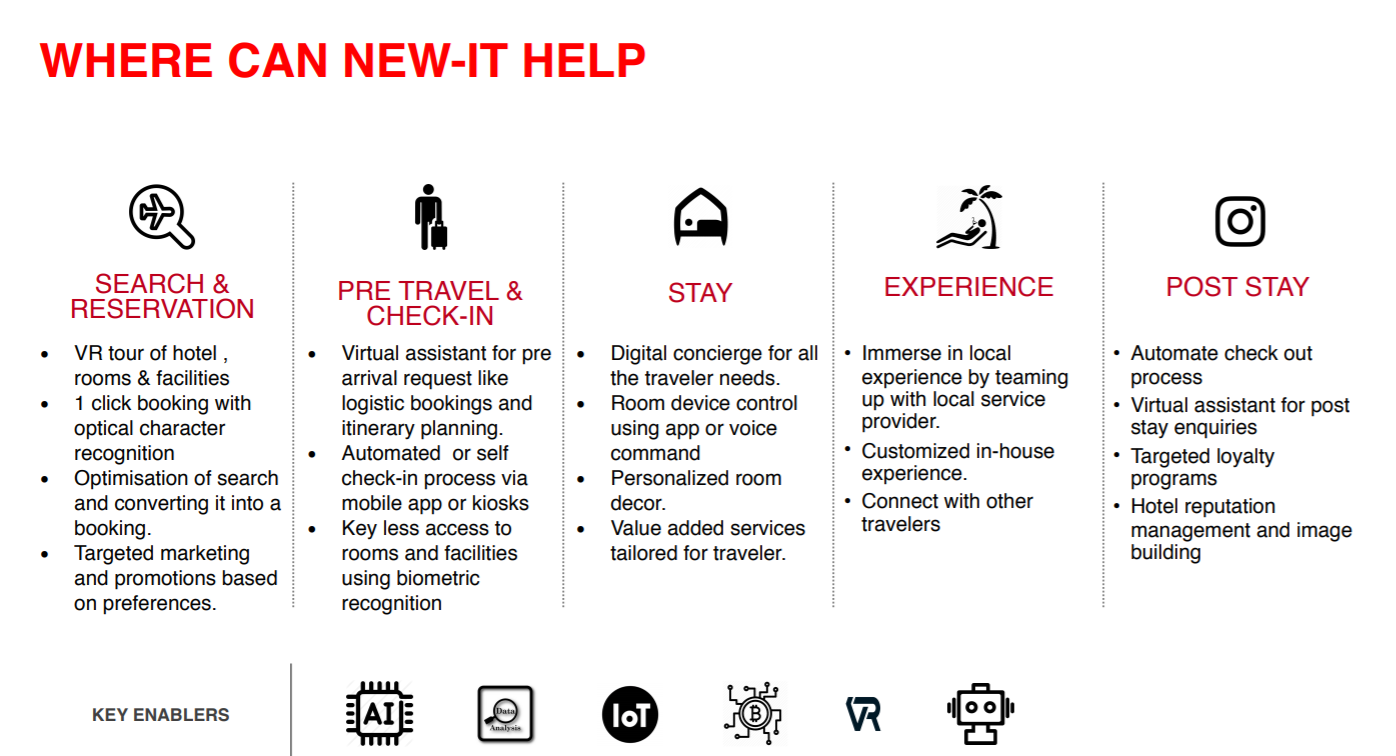 WHERE CAN NEW-IT HELP
SEARCH &
RESERVATION
• VR tour of hotel ,
rooms & facilities
• 1 click booking with
optical character
recognition
• Optimisation of search
and converting it into a
booking.
• Targeted marketing
and promotions based
on preferences.
PRE TRAVEL &
CHECK-IN
• Virtual assistant for pre
arrival request like
logistic bookings and
itinerary planning.
• Automated or self
check-in process via
mobile app or kiosks
• Key less access to
rooms and facilities
using biometric
recognition
STAY
• Digital concierge for all
the traveler needs.
• Room device control
using app or voice
command
• Personalized room
decor.
• Value added services
tailored for traveler.
EXPERIENCE
• Immerse in local
experience by teaming
up with local service
provider.
• Customized in-house
experience.
• Connect with other
travelers
POST STAY
• Automate check out
process
• Virtual assistant for post
stay enquiries
• Targeted loyalty
programs
• Hotel reputation
management and image
building
KEY ENABLERS
AI
Data
Analysis
IoT
VR